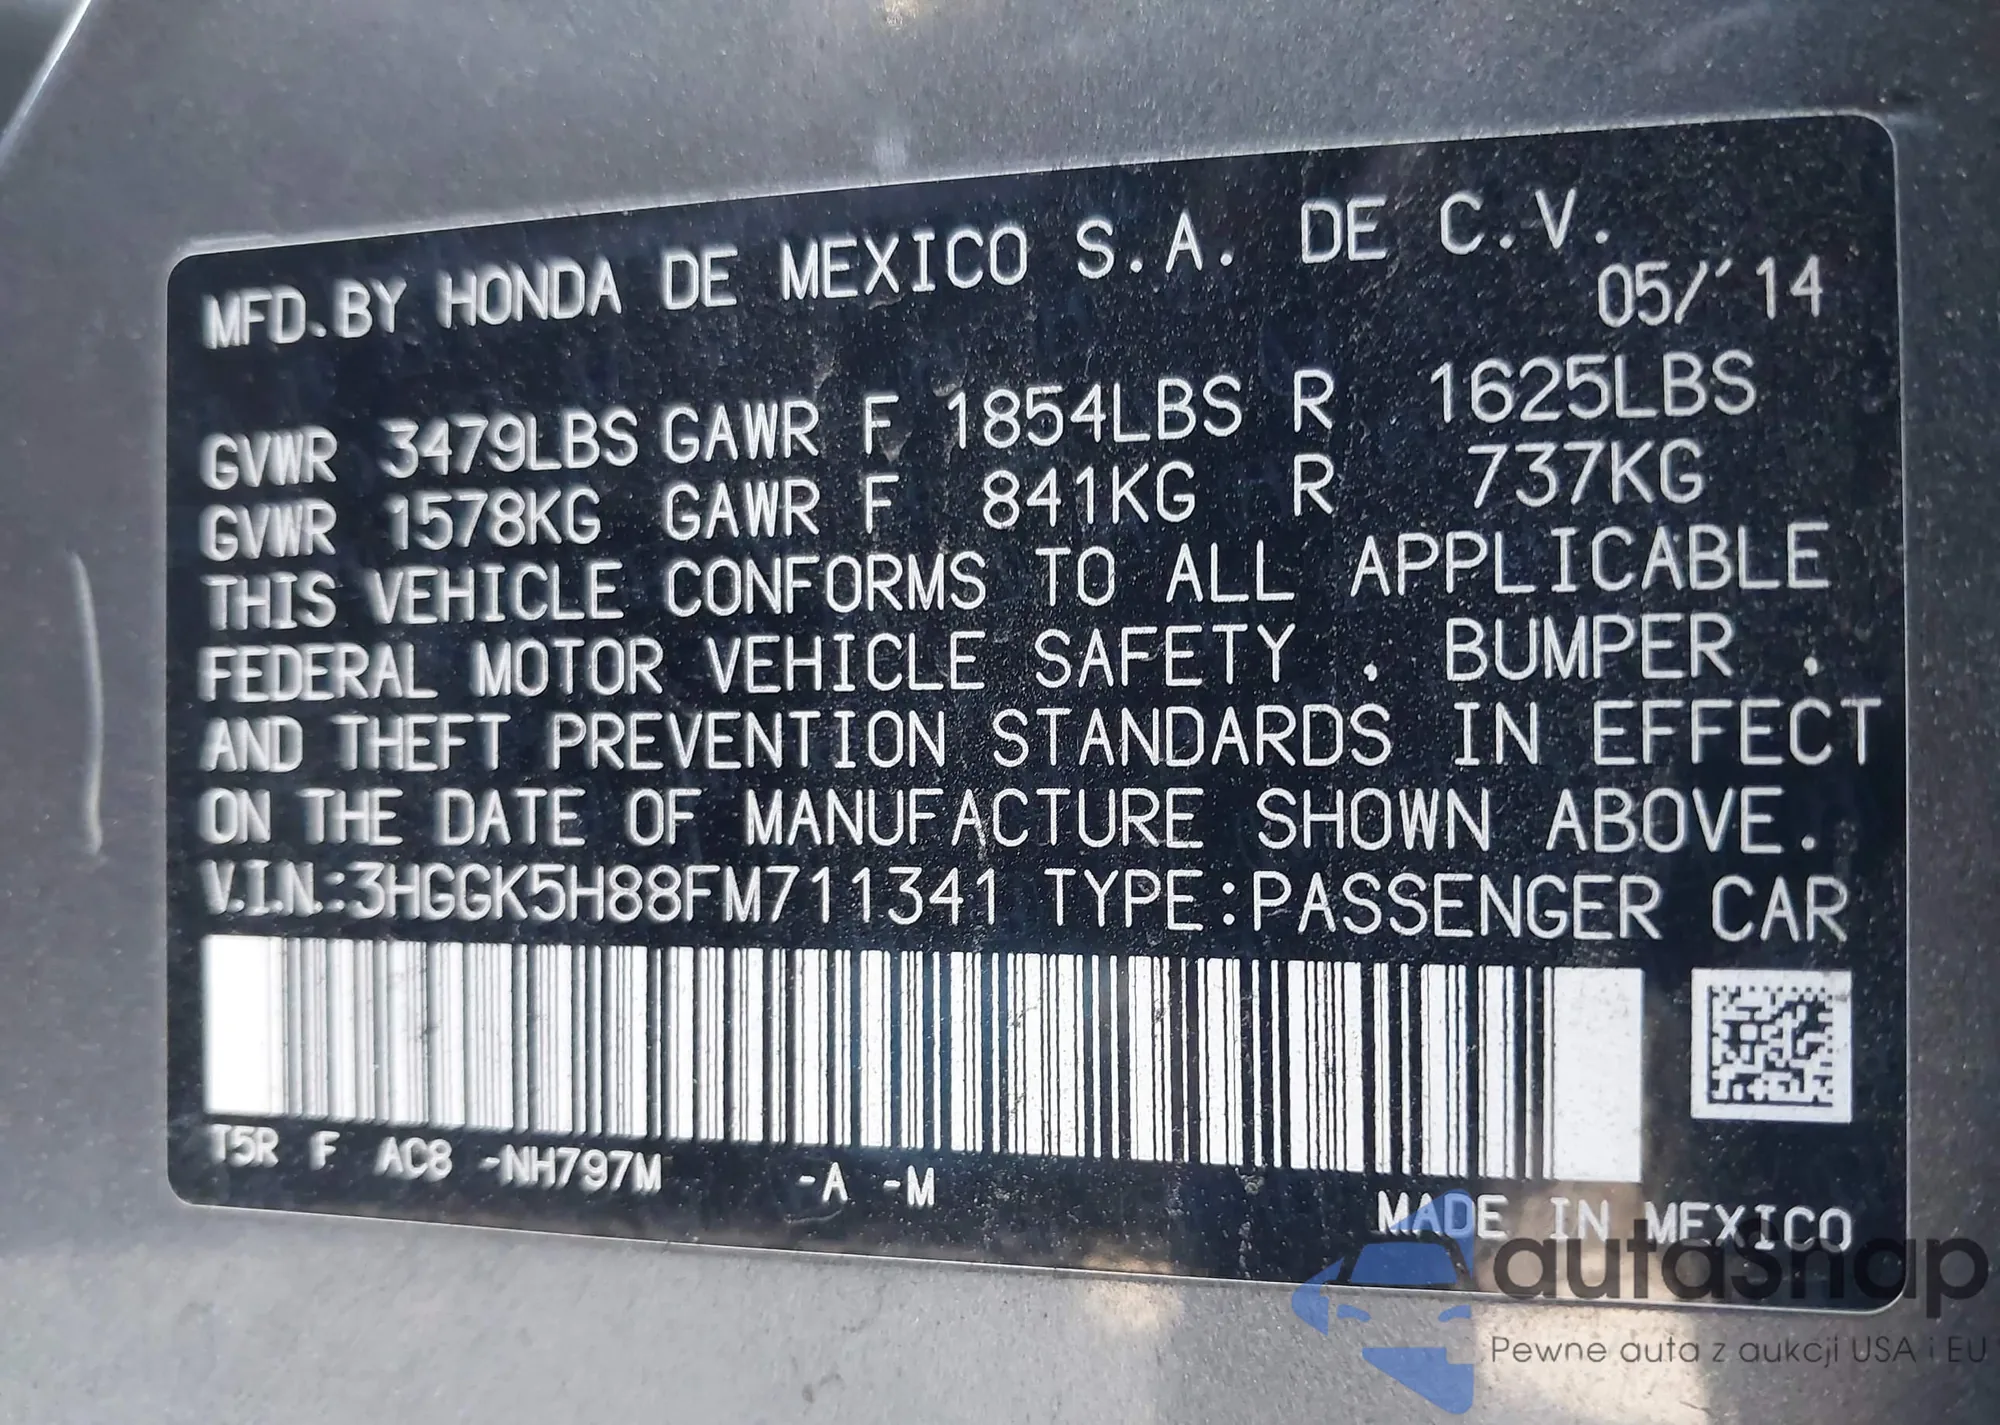 MFD.BY HONDA DE MEXICO S.A. DE C.V.
05/'14
GVWR 3479LBS GAWR F 1854LBS R 1625LBS
GVWR 1578KG GAWR F 841KG R 737KG
THIS VEHICLE CONFORMS TO ALL APPLICABLE
FEDERAL MOTOR VEHICLE SAFETY , BUMPER ,
AND THEFT PREVENTION STANDARDS IN EFFECT
ON THE DATE OF MANUFACTURE SHOWN ABOVE.
V.I.N.:3HGGK5H88FM711341 TYPE:PASSENGER CAR
T5R F AC8 -NH797M -A -M
MADE IN MEXICO
autasnap
Pewne auta z aukcji USA i EU